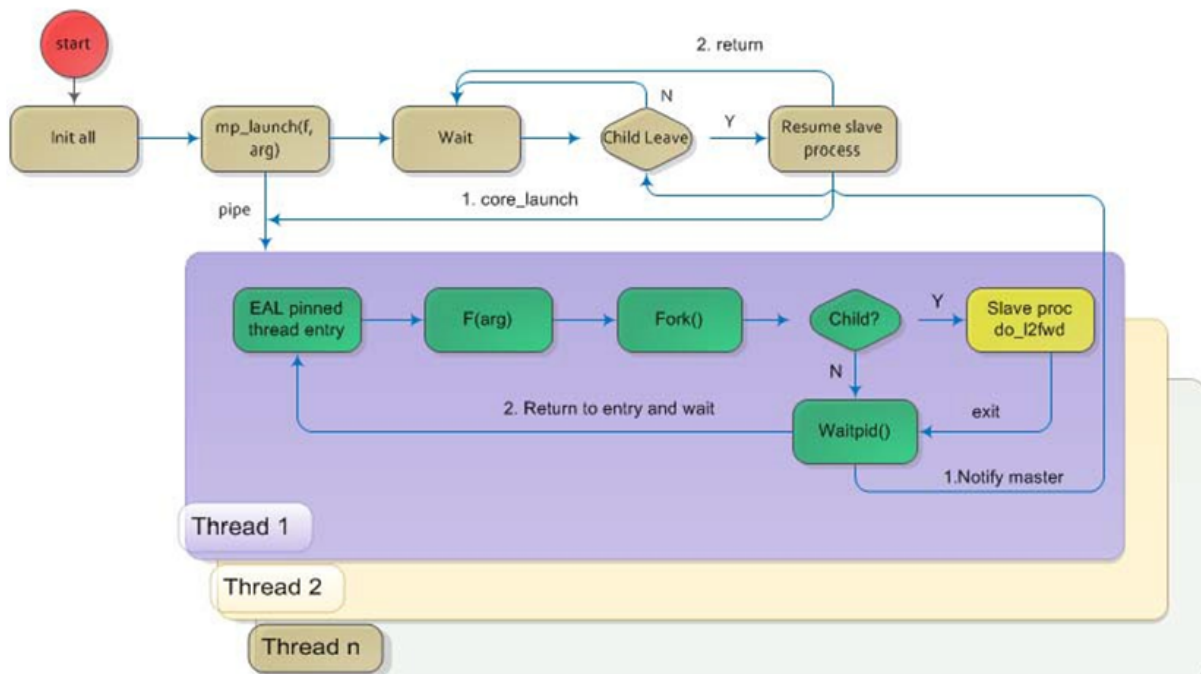 start
2. return
Init all
mp_launch(f,
arg)
Wait
N
Child Leave
Y
Resume slave
process
pipe
1. core_launch
EAL pinned
thread entry
F(arg)
Fork()
Child?
Y
Slave proc
do_l2fwd
N
2. Return to entry and wait
Waitpid()
exit
1.Notify master
Thread 1
Thread 2
Thread n